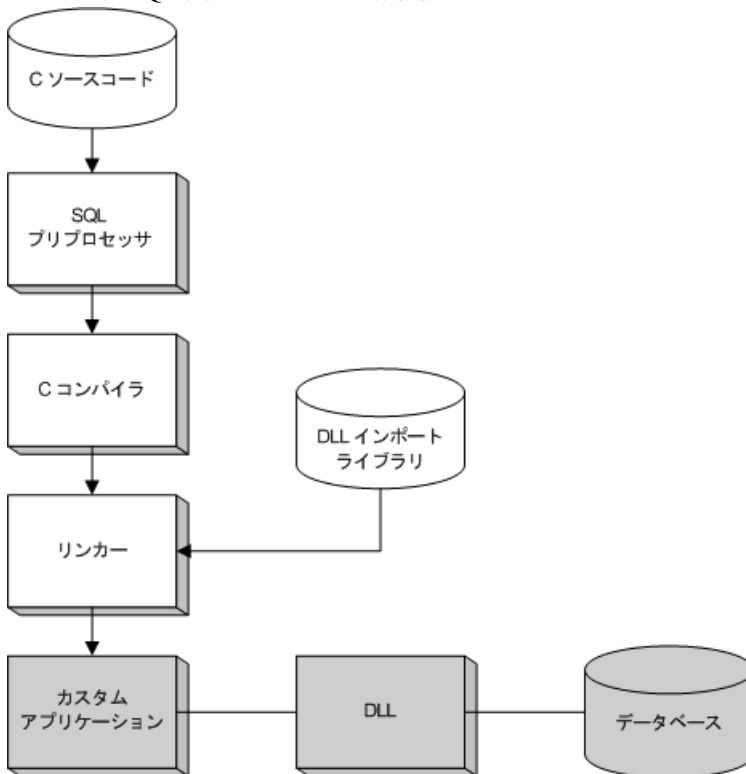 C ソースコード
SQL
プリプロセッサ
C コンパイラ
DLL インポート
ライブラリ
リンカー
カスタム
アプリケーション
DLL
データベース